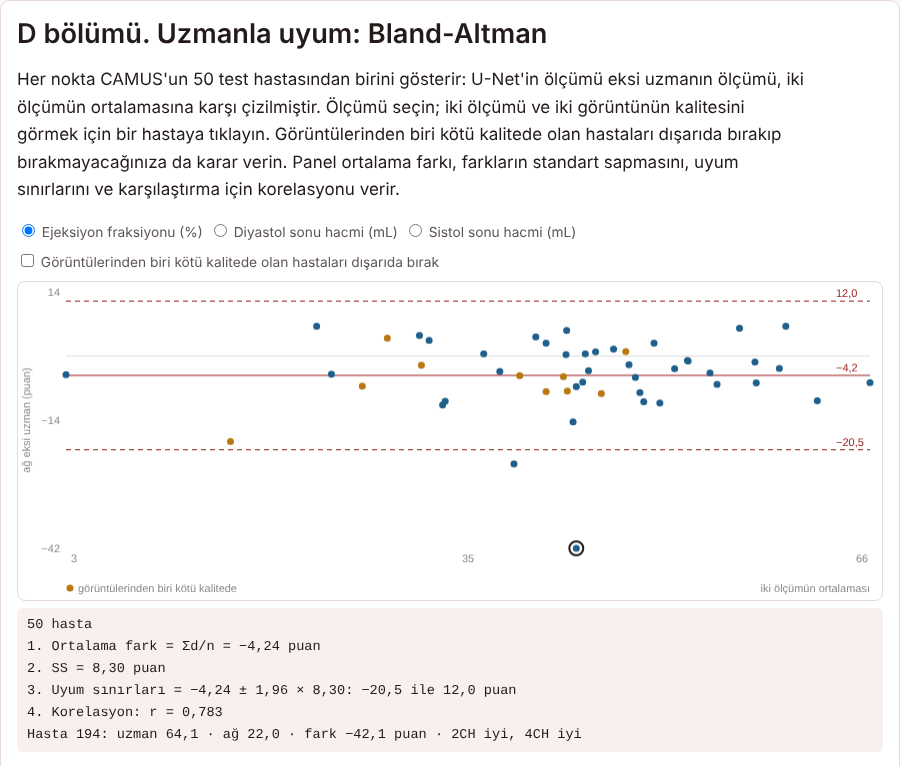 D bölümü. Uzmanla uyum: Bland-Altman
Her nokta CAMUS'un 50 test hastasından birini gösterir: U-Net'in ölçümü eksi uzmanın ölçümü, iki
ölçümün ortalamasına karşı çizilmiştir. Ölçümü seçin; iki ölçümü ve iki görüntünün kalitesini
görmek için bir hastaya tıklayın. Görüntülerinden biri kötü kalitede olan hastaları dışarıda bırakıp
bırakmayacağınıza da karar verin. Panel ortalama farkı, farkların standart sapmasını, uyum
sınırlarını ve karşılaştırma için korelasyonu verir.
Ejeksiyon fraksiyonu (%) Diyastol sonu hacmi (mL) Sistol sonu hacmi (mL)
Görüntülerinden biri kötü kalitede olan hastaları dışarıda bırak
14
12,0
−4,2
ağ eksi uzman (puan)
−14
−20,5
−42
3 35 66
görüntülerinden biri kötü kalitede
iki ölçümün ortalaması
50 hasta
1. Ortalama fark = Σd/n = −4,24 puan
2. SS = 8,30 puan
3. Uyum sınırları = −4,24 ± 1,96 × 8,30: −20,5 ile 12,0 puan
4. Korelasyon: r = 0,783
Hasta 194: uzman 64,1 · ağ 22,0 · fark −42,1 puan · 2CH iyi, 4CH iyi